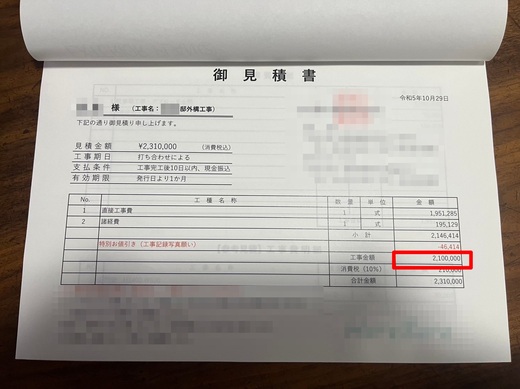 御見積書
令和5年10月29日
様 (工事名: 邸外構工事)
下記の通り御見積り申し上げます。
見積金額 ¥2,310,000 (消費税込)
工事期日 打ち合わせによる
支払条件 工事完工後10日以内、現金振込
有効期限 発行日より1か月
No. 工種名称 数量 単位 金額
1 直接工事費 1 式 1,951,285
2 諸経費 1 式 195,129
小計 2,146,414
特別お値引き(工事記録写真願い) -46,414
工事金額 2,100,000
消費税(10%) 210,000
合計金額 2,310,000